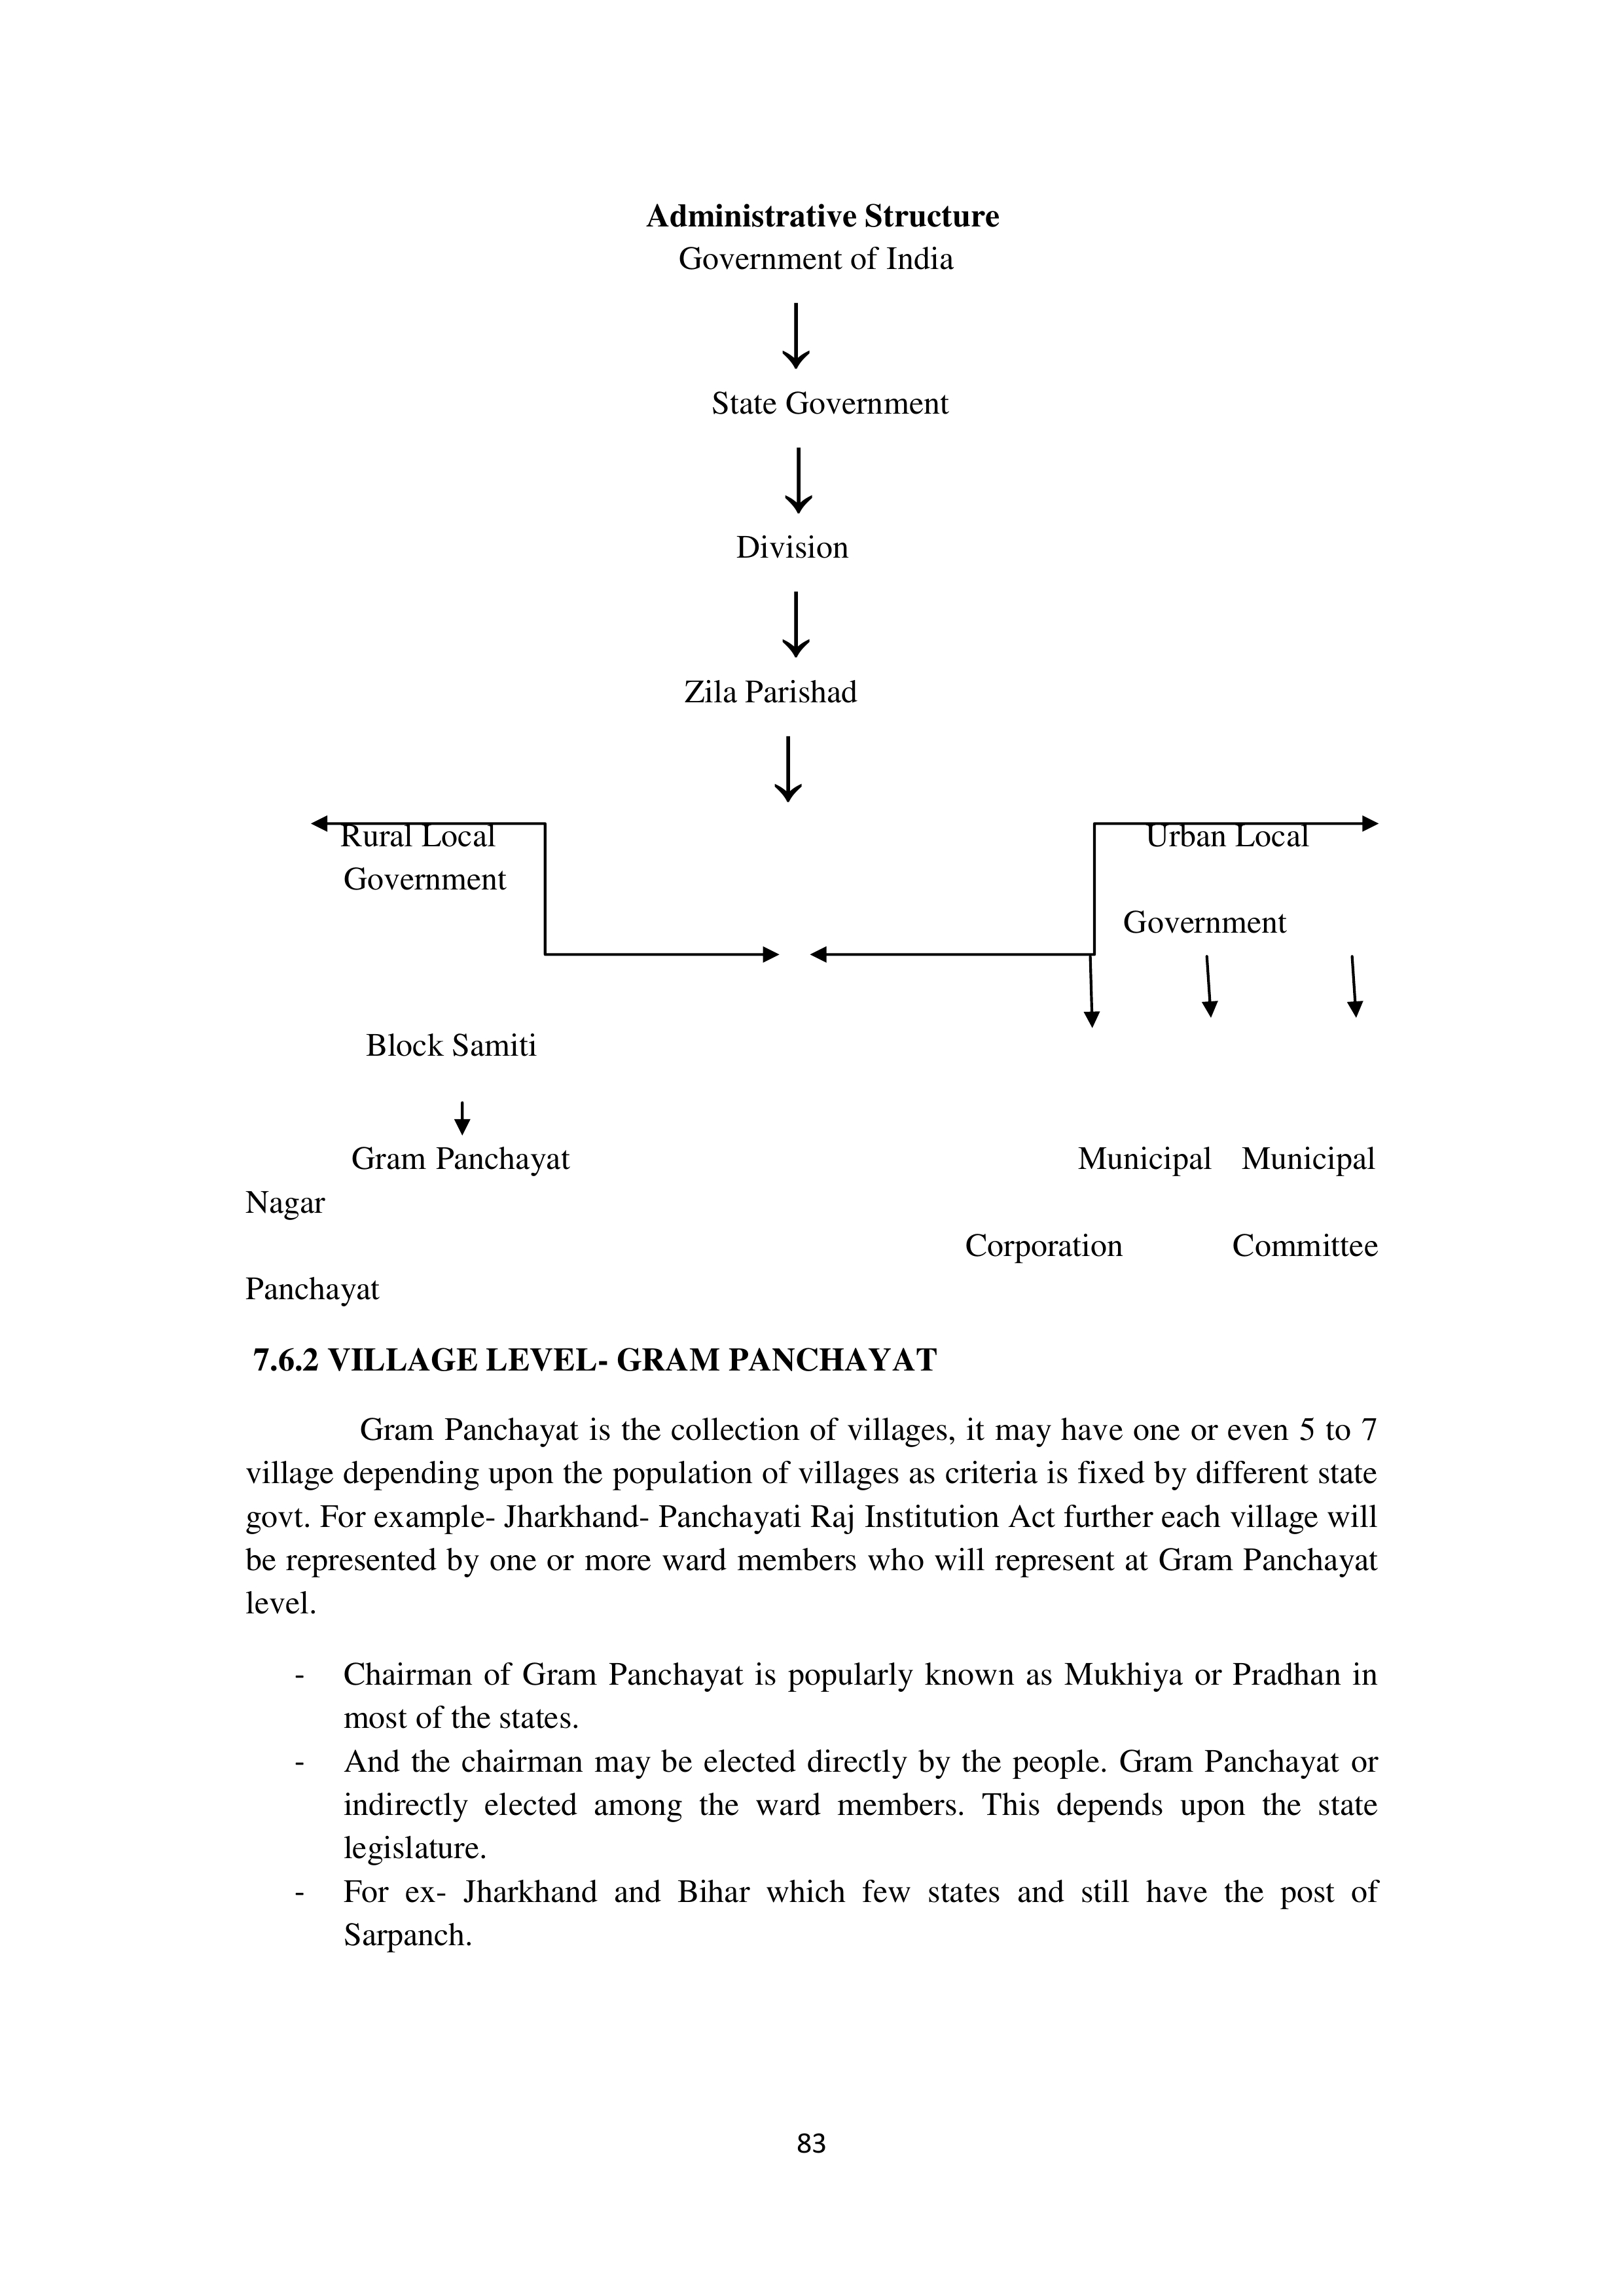 Administrative Structure
Government of India
State Government
Division
Zila Parishad
Rural Local Urban Local
Government
Government
Block Samiti
Gram Panchayat Municipal Municipal
Nagar
Corporation Committee
Panchayat
7.6.2 VILLAGE LEVEL- GRAM PANCHAYAT
Gram Panchayat is the collection of villages, it may have one or even 5 to 7
village depending upon the population of villages as criteria is fixed by different state
govt. For example- Jharkhand- Panchayati Raj Institution Act further each village will
be represented by one or more ward members who will represent at Gram Panchayat
level.
- Chairman of Gram Panchayat is popularly known as Mukhiya or Pradhan in
most of the states.
- And the chairman may be elected directly by the people. Gram Panchayat or
indirectly elected among the ward members. This depends upon the state
legislature.
- For ex- Jharkhand and Bihar which few states and still have the post of
Sarpanch.
83